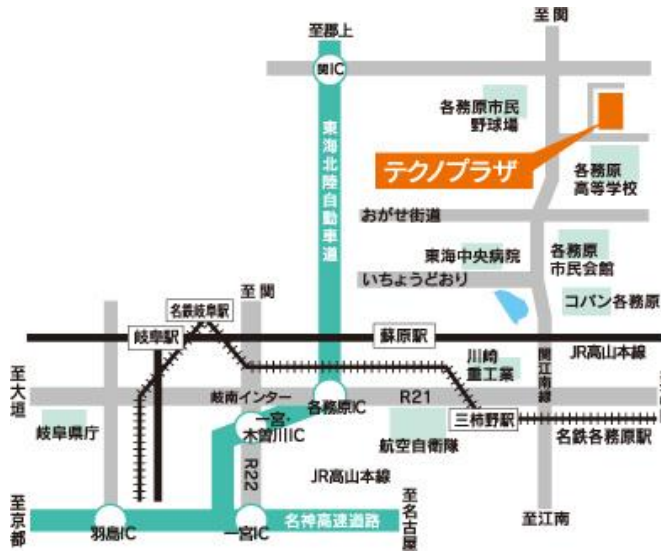 至郡上
至関
関IC
各務原市民
野球場
東海北陸自動車道
テクノプラザ
各務原
高等学校
おがせ街道
東海中央病院
各務原
市民会館
いちょうどおり
至関
コパン各務原
名鉄岐阜駅
岐阜駅
蘇原駅
川崎
重工業
関江南線
JR高山本線
至大垣
岐南インター
各務原IC
R21
岐阜県庁
一宮・
木曽川IC
航空自衛隊
三柿野駅
名鉄各務原駅
R22
JR高山本線
至京都
羽島IC
一宮IC
名神高速道路
至名古屋
至江南